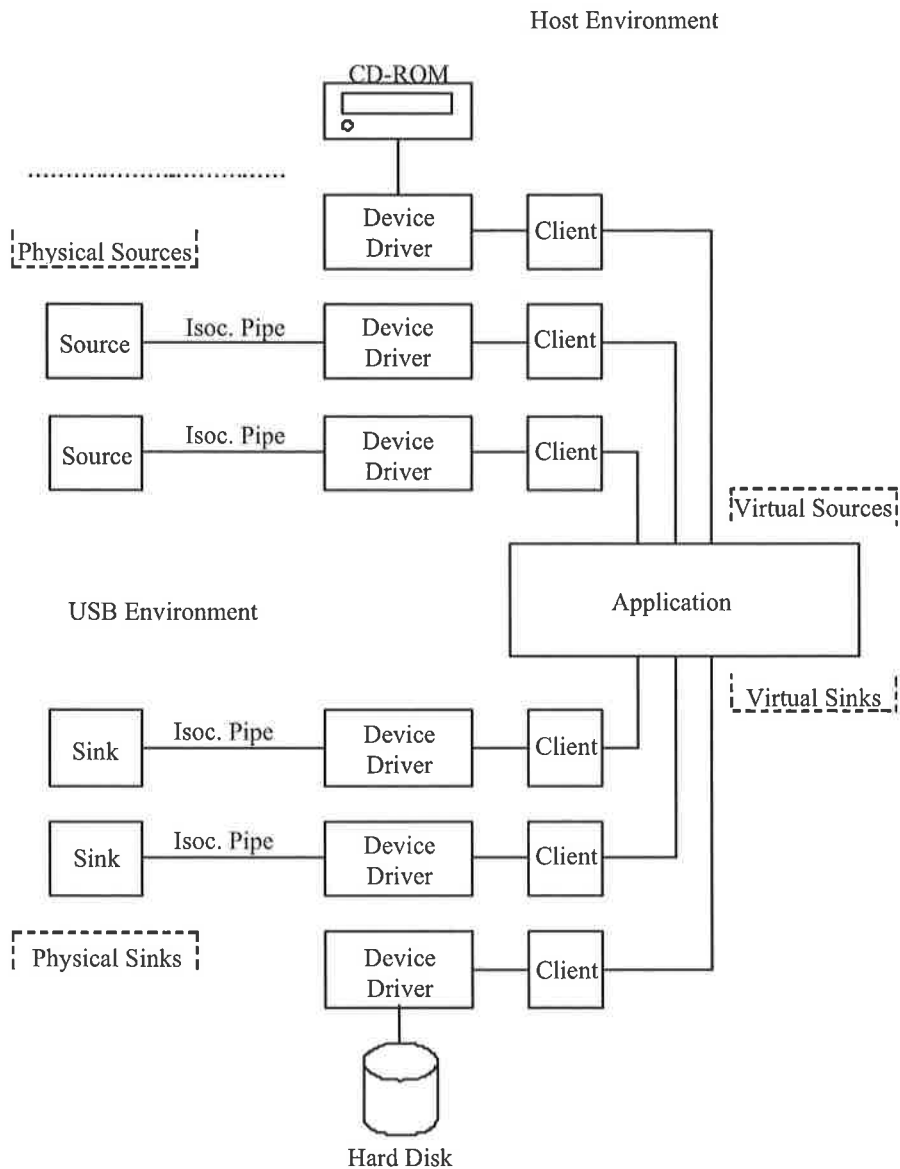 Host Environment
CD-ROM
Device
Driver
Client
Physical Sources
Source
Isoc. Pipe
Device
Driver
Client
Source
Isoc. Pipe
Device
Driver
Client
Virtual Sources
Application
USB Environment
Virtual Sinks
Sink
Isoc. Pipe
Device
Driver
Client
Sink
Isoc. Pipe
Device
Driver
Client
Physical Sinks
Device
Driver
Client
Hard Disk